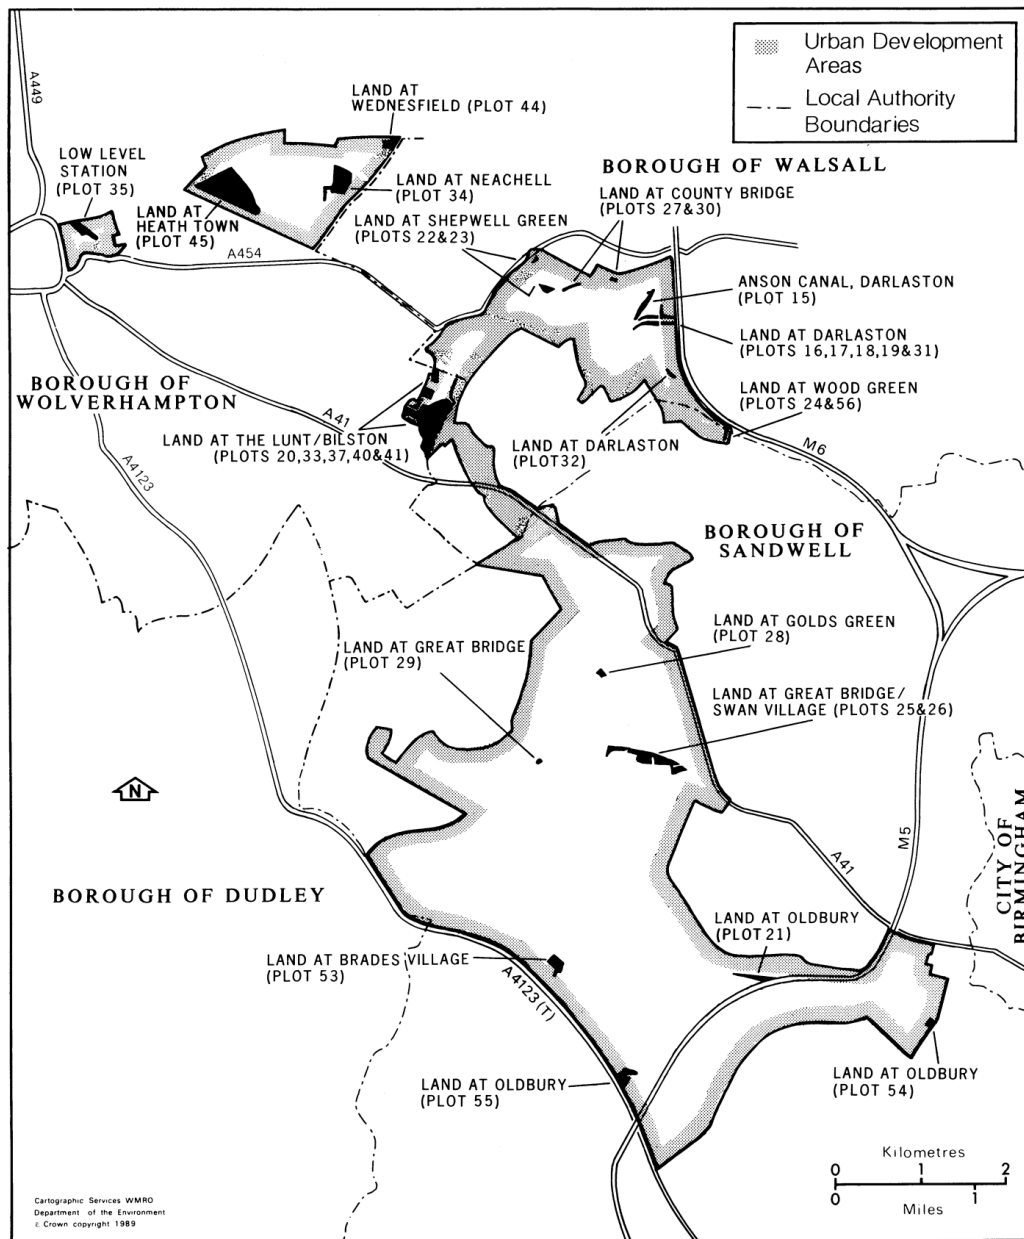 Urban Development
Areas
Local Authority
Boundaries
A449
LAND AT
WEDNESFIELD (PLOT 44)
LOW LEVEL
STATION
(PLOT 35)
BOROUGH OF WALSALL
LAND AT NEACHELL
(PLOT 34)
LAND AT COUNTY BRIDGE
(PLOTS 27&30)
LAND AT
HEATH TOWN
(PLOT 45)
LAND AT SHEPWELL GREEN
(PLOTS 22&23)
A454
ANSON CANAL, DARLASTON
(PLOT 15)
LAND AT DARLASTON
(PLOTS 16,17,18,19&31)
BOROUGH OF
WOLVERHAMPTON
LAND AT WOOD GREEN
(PLOTS 24&56)
A41
LAND AT THE LUNT/BILSTON
(PLOTS 20,33,37,40&41)
LAND AT DARLASTON
(PLOT32)
M6
A4123
BOROUGH OF
SANDWELL
LAND AT GOLDS GREEN
(PLOT 28)
LAND AT GREAT BRIDGE
(PLOT 29)
LAND AT GREAT BRIDGE/
SWAN VILLAGE (PLOTS 25&26)
N
M5
A41
CITY OF
BIRMINGHAM
BOROUGH OF DUDLEY
LAND AT OLDBURY
(PLOT 21)
LAND AT BRADES VILLAGE
(PLOT 53)
A4123(T)
LAND AT OLDBURY
(PLOT 55)
LAND AT OLDBURY
(PLOT 54)
Kilometres
0 1 2
0 1
Miles
Cartographic Services WMRO
Department of the Environment
© Crown copyright 1989